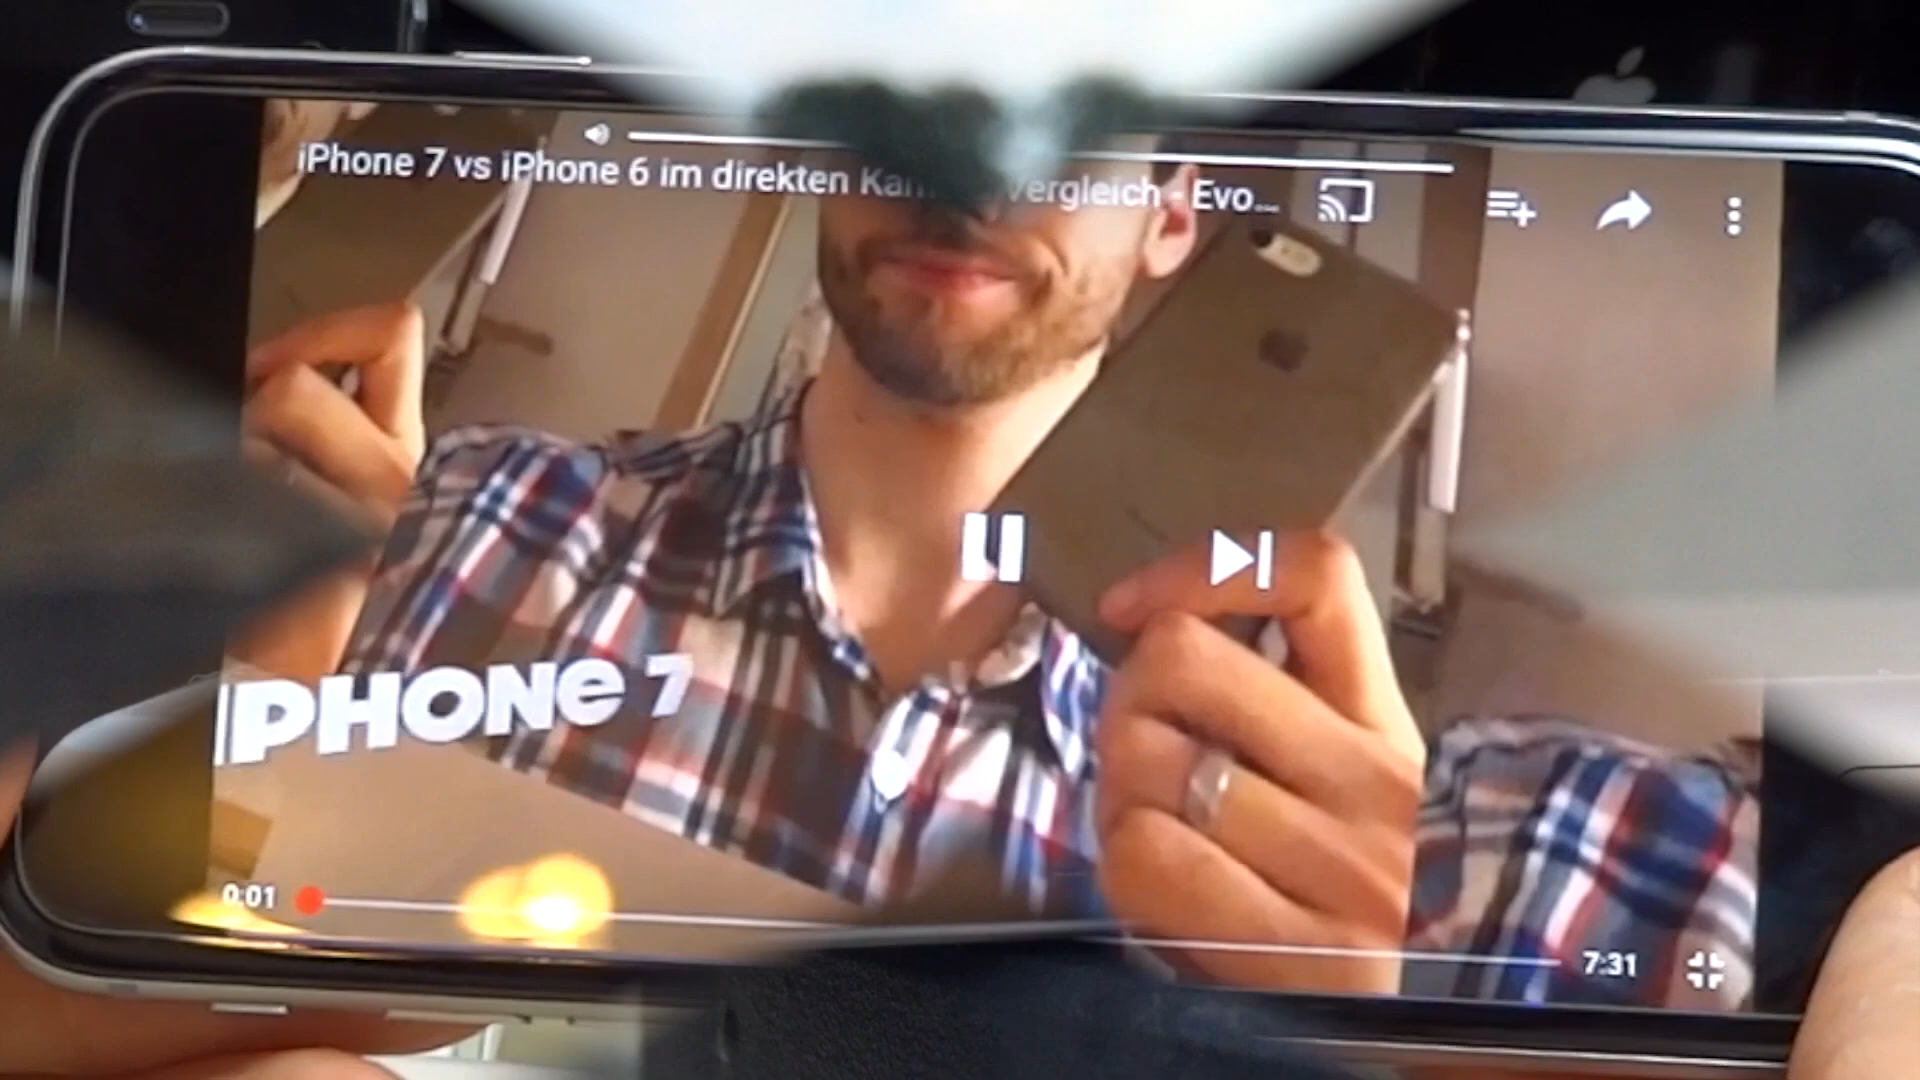 iPhone 7 vs iPhone 6 im direkten vergleich - Evo...
IPHONe 7
0:01
7:31